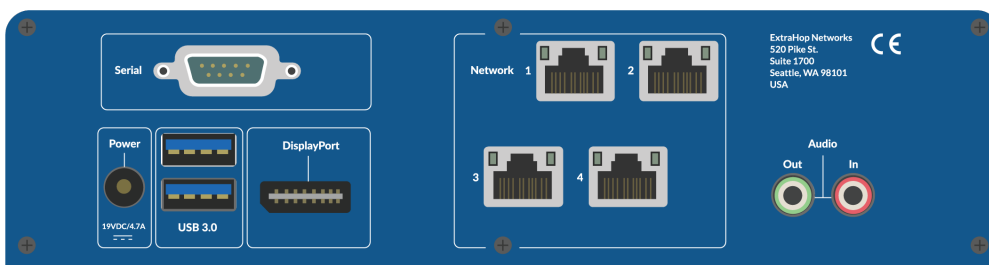 Serial
Network 1 2
3 4
ExtraHop Networks
520 Pike St.
Suite 1700
Seattle, WA 98101
USA
CE
Power
19VDC/4.7A
USB 3.0
DisplayPort
Audio
Out In